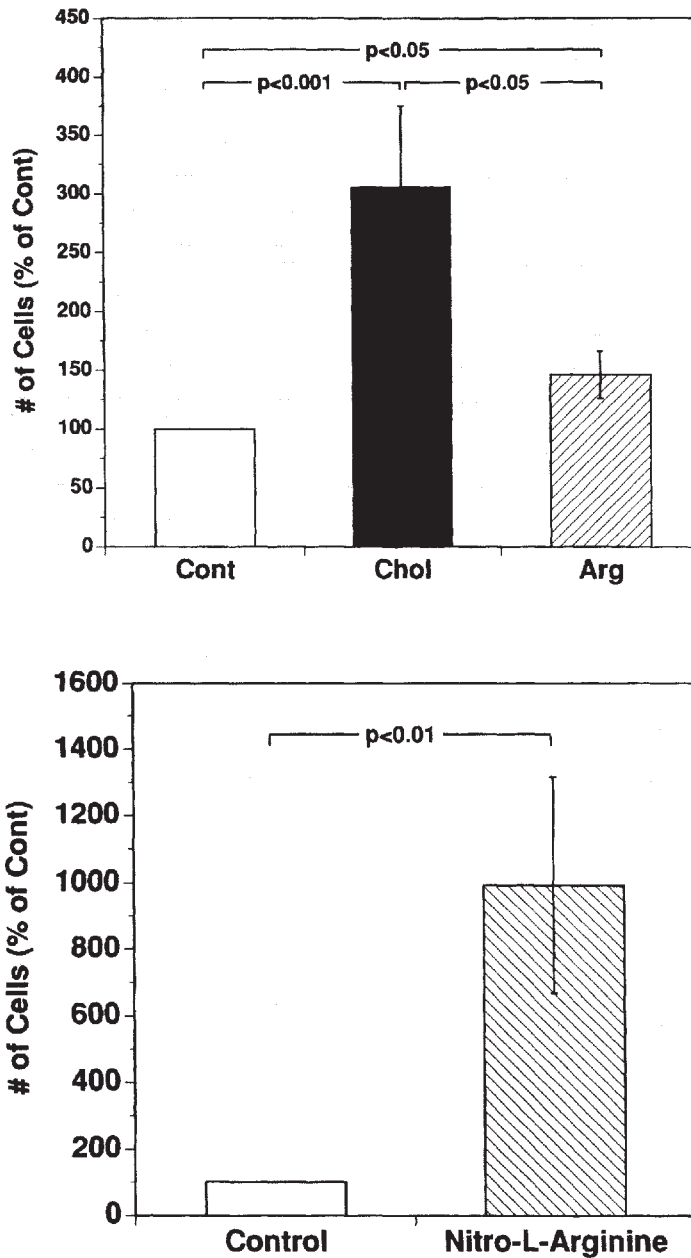 450
400
350
300
250
200
150
100
50
0
# of Cells (% of Cont)
p<0.05
p<0.001
p<0.05
Cont Chol Arg
1600
1400
1200
1000
800
600
400
200
0
# of Cells (% of Cont)
p<0.01
Control Nitro-L-Arginine